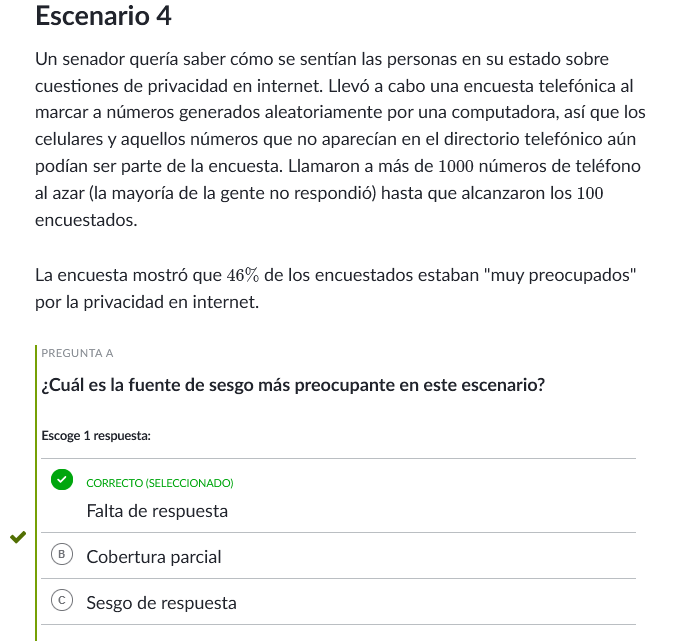 Escenario 4
Un senador quería saber cómo se sentían las personas en su estado sobre
cuestiones de privacidad en internet. Llevó a cabo una encuesta telefónica al
marcar a números generados aleatoriamente por una computadora, así que los
celulares y aquellos números que no aparecían en el directorio telefónico aún
podían ser parte de la encuesta. Llamaron a más de 1000 números de teléfono
al azar (la mayoría de la gente no respondió) hasta que alcanzaron los 100
encuestados.
La encuesta mostró que 46% de los encuestados estaban "muy preocupados"
por la privacidad en internet.
PREGUNTA A
¿Cuál es la fuente de sesgo más preocupante en este escenario?
Escoge 1 respuesta:
CORRECTO (SELECCIONADO)
Falta de respuesta
B Cobertura parcial
C Sesgo de respuesta